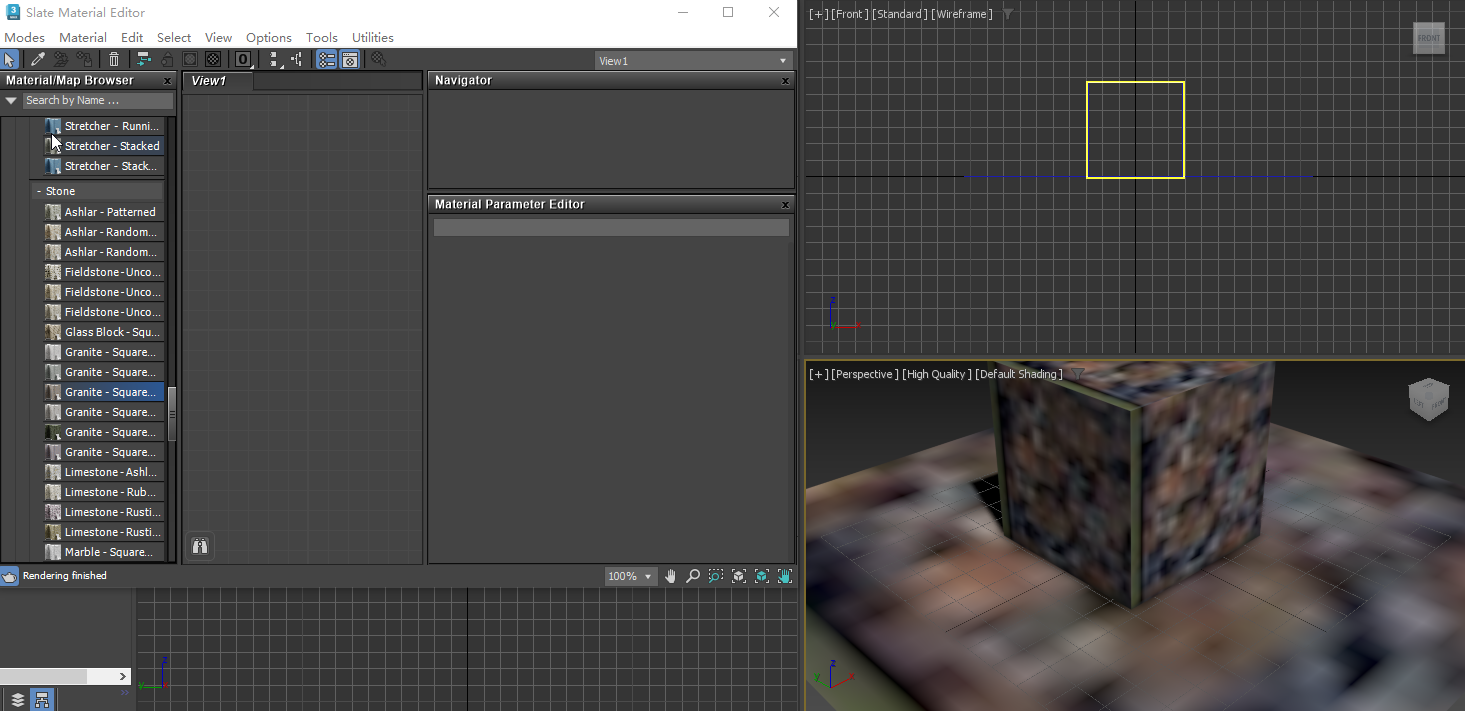 Slate Material Editor
Modes Material Edit Select View Options Tools Utilities
View1
Material/Map Browser x
Search by Name ...
Stretcher - Runni...
Stretcher - Stacked
Stretcher - Stack...
- Stone
Ashlar - Patterned
Ashlar - Random...
Ashlar - Random...
Fieldstone - Unco...
Fieldstone - Unco...
Fieldstone - Unco...
Glass Block - Squ...
Granite - Square...
Granite - Square...
Granite - Square...
Granite - Square...
Granite - Square...
Granite - Square...
Limestone - Ashl...
Limestone - Rub...
Limestone - Rusti...
Limestone - Rusti...
Marble - Square...
View1
Navigator x
Material Parameter Editor x
Rendering finished
100%
z
y
[+] [Front ] [Standard ] [Wireframe ]
FRONT
z
y
x
[+] [Perspective ] [High Quality ] [Default Shading ]
LEFT
FRONT
z
y
x